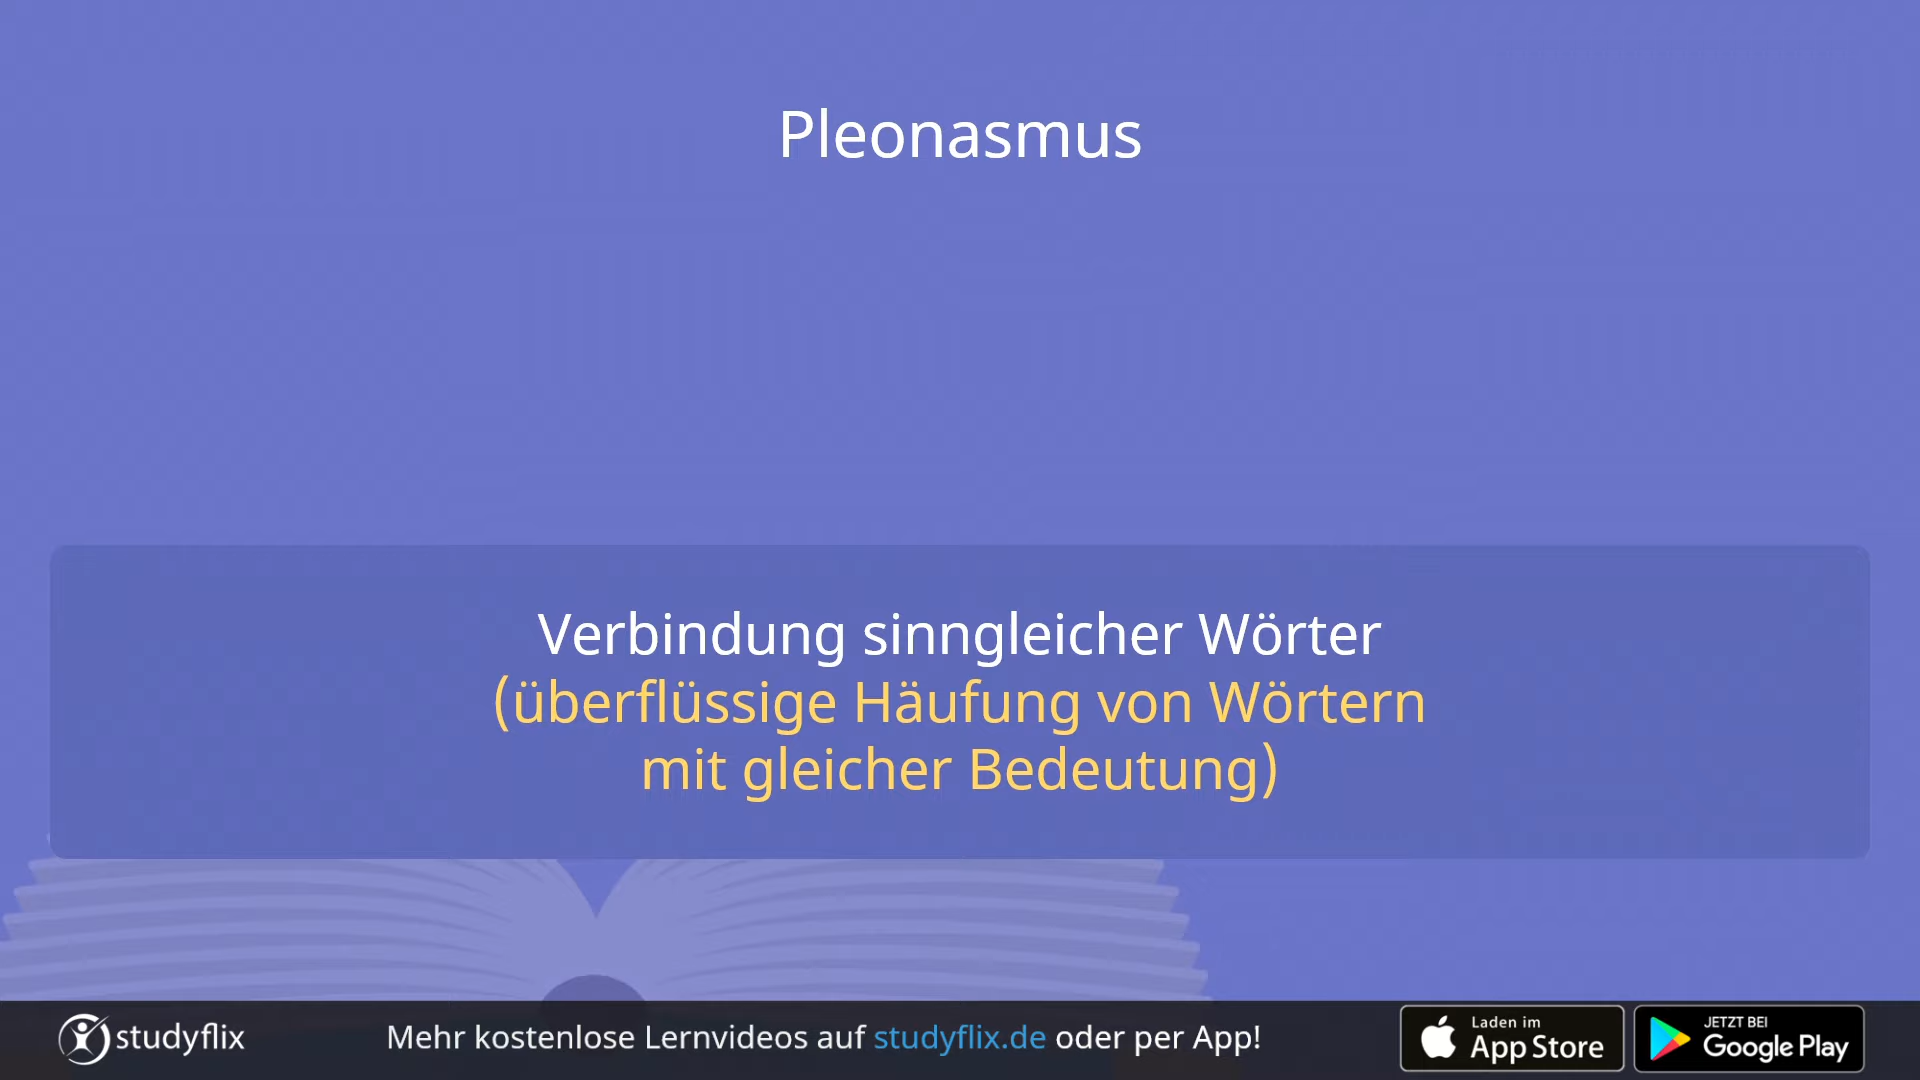 Pleonasmus
Verbindung sinngleicher Wörter
(überflüssige Häufung von Wörtern
mit gleicher Bedeutung)
studyflix
Mehr kostenlose Lernvideos auf studyflix.de oder per App!
Laden im
App Store
JETZT BEI
Google Play